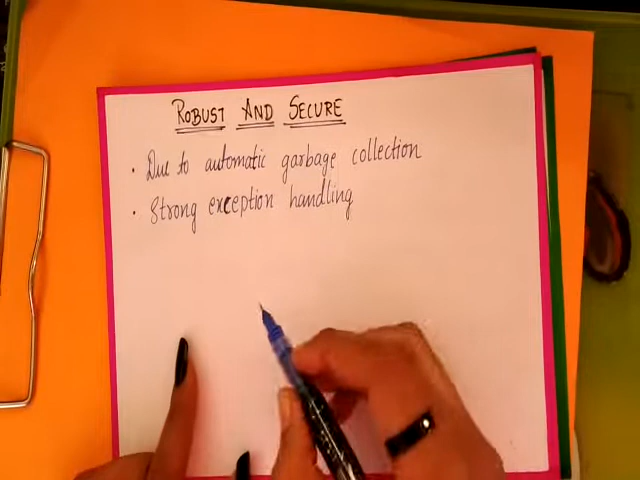 ROBUST AND SECURE
• Due to automatic garbage collection
• Strong exception handling